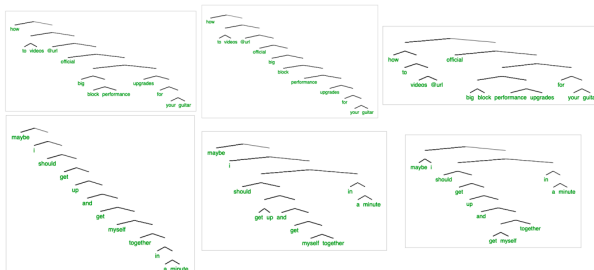 how
to videos @url
official
big upgrades
block performance for
your guitar
how
to videos @url
official
big
block
performance
upgrades
for
your guitar
how official
to
videos @url for
big block performance upgrades your guitar
maybe
i
should
get
up
and
get
myself
together
in
a minute
maybe
i
should in
a minute
get up and
get
myself together
maybe i
should in
get a minute
up
and
together
get myself